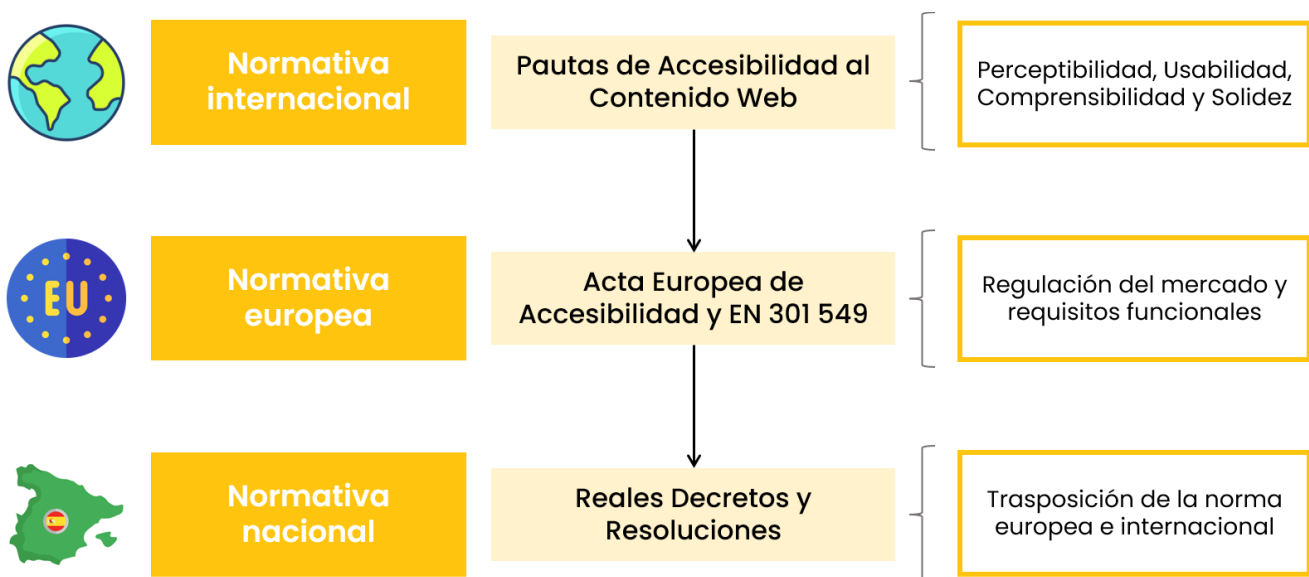 Normativa
internacional
Pautas de Accesibilidad al
Contenido Web
Perceptibilidad, Usabilidad,
Comprensibilidad y Solidez
EU
Normativa
europea
Acta Europea de
Accesibilidad y EN 301 549
Regulación del mercado y
requisitos funcionales
Normativa
nacional
Reales Decretos y
Resoluciones
Trasposición de la norma
europea e internacional